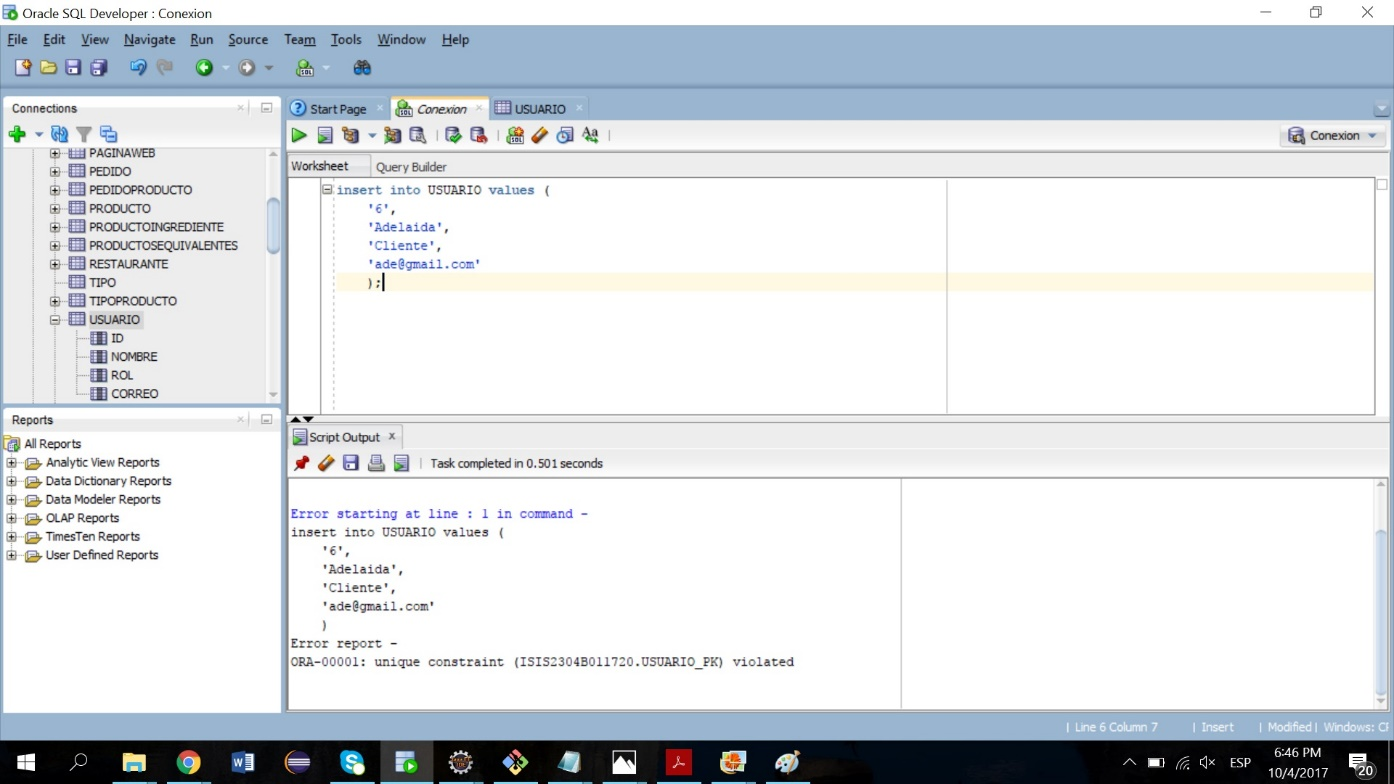 Oracle SQL Developer : Conexion
File Edit View Navigate Run Source Team Tools Window Help
Connections
Start Page
Conexion
USUARIO
Conexion
PAGINAWEB
PEDIDO
PEDIDOPRODUCTO
PRODUCTO
PRODUCTOINGREDIENTE
PRODUCTOSEQUIVALENTES
RESTAURANTE
TIPO
TIPOPRODUCTO
USUARIO
ID
NOMBRE
ROL
CORREO
Worksheet Query Builder
insert into USUARIO values (
'6',
'Adelaida',
'Cliente',
'ade@gmail.com'
);
Reports
All Reports
Analytic View Reports
Data Dictionary Reports
Data Modeler Reports
OLAP Reports
TimesTen Reports
User Defined Reports
Script Output
Task completed in 0.501 seconds
Error starting at line : 1 in command -
insert into USUARIO values (
'6',
'Adelaida',
'Cliente',
'ade@gmail.com'
)
Error report -
ORA-00001: unique constraint (ISIS2304B011720.USUARIO_PK) violated
| Line 6 Column 7 | Insert | Modified | Windows:
ESP
6:46 PM
10/4/2017
20